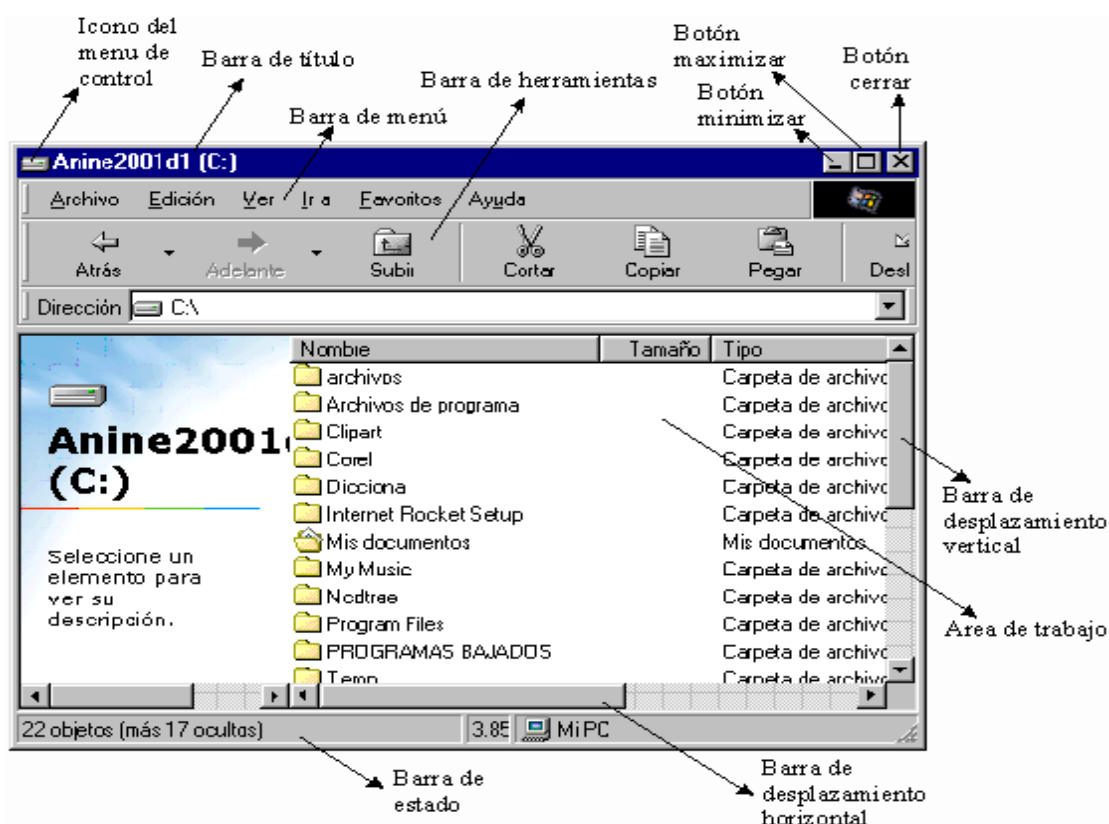 Icono del
menu de
control
Barra de título
Barra de menú
Barra de herramientas
Botón
maximizar
Botón
minimizar
Botón
cerrar
Anine2001d1 (C:)
Archivo Edición Ver Ir a Favoritos Ayuda
Atrás Adelante Subir Cortar Copiar Pegar Desl
Dirección C:\
Anine2001
(C:)
Seleccione un
elemento para
ver su
descripción.
Nombre Tamaño Tipo
archivos Carpeta de archivo
Archivos de programa Carpeta de archivo
Clipart Carpeta de archivo
Corel Carpeta de archivo
Dicciona Carpeta de archivo
Internet Rocket Setup Carpeta de archivo
Mis documentos Mis documentos
My Music Carpeta de archivo
Nodtree Carpeta de archivo
Program Files Carpeta de archivo
PROGRAMAS BAJADOS Carpeta de archivo
Temp Carpeta de archivo
22 objetos (más 17 ocultos) 3.85 Mi PC
Barra de
desplazamiento
vertical
Area de trabajo
Barra de
estado
Barra de
desplazamiento
horizontal